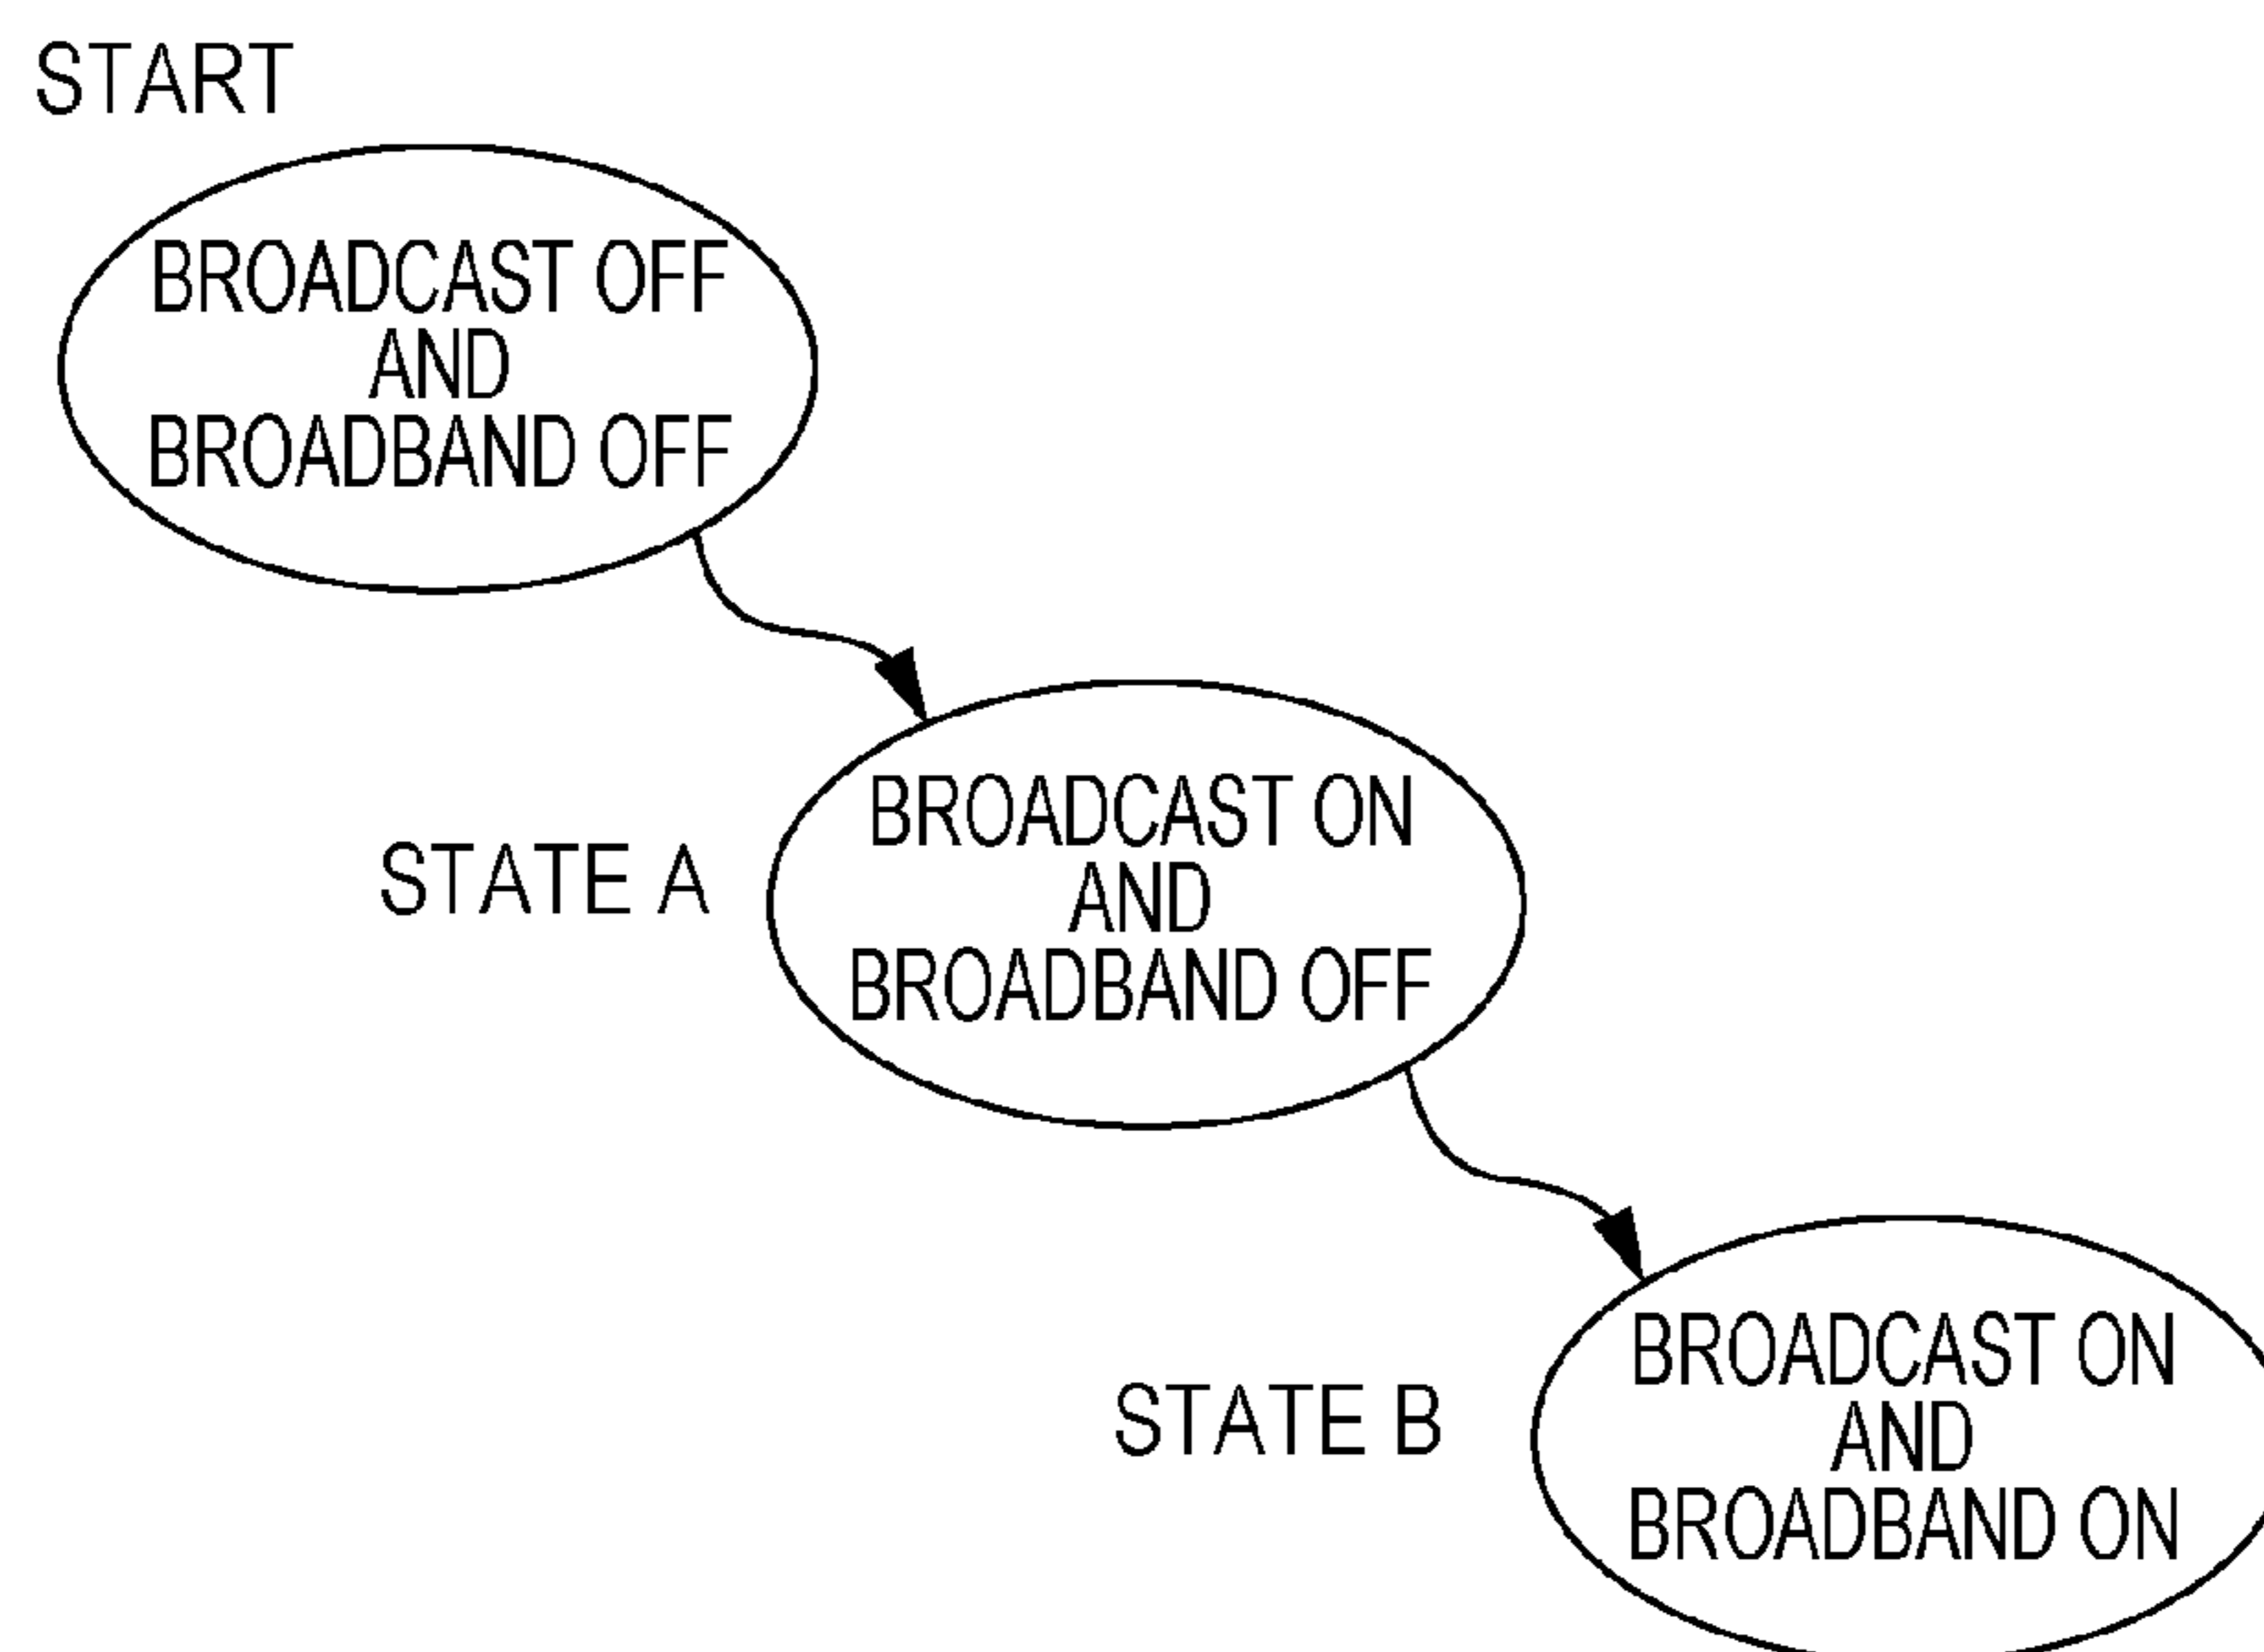 START
BROADCAST OFF
AND
BROADBAND OFF
STATE A
BROADCAST ON
AND
BROADBAND OFF
STATE B
BROADCAST ON
AND
BROADBAND ON